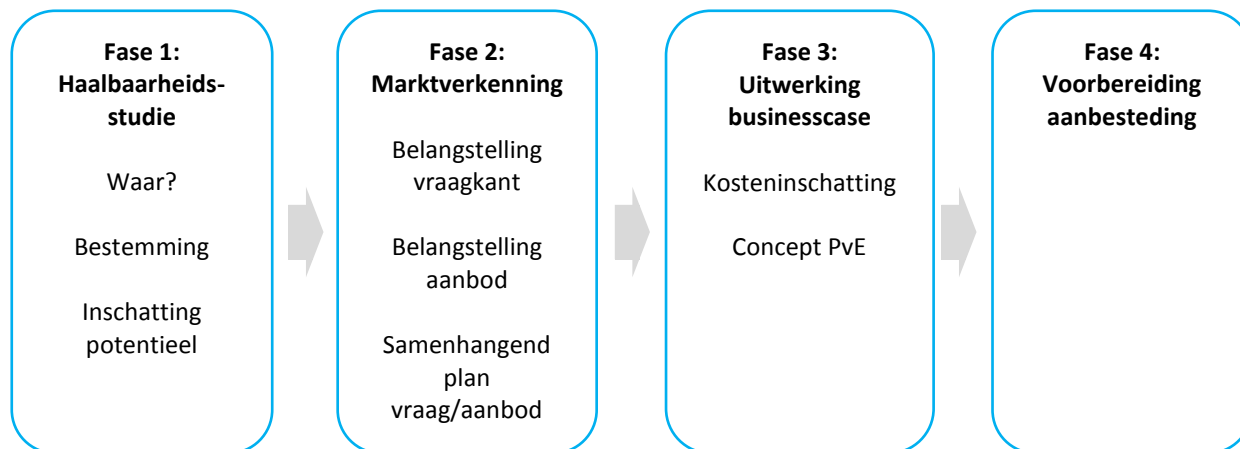 Fase 1:
Haalbaarheids-
studie
Waar?
Bestemming
Inschatting
potentieel
Fase 2:
Marktverkenning
Belangstelling
vraagkant
Belangstelling
aanbod
Samenhangend
plan
vraag/aanbod
Fase 3:
Uitwerking
businesscase
Kosteninschatting
Concept PvE
Fase 4:
Voorbereiding
aanbesteding